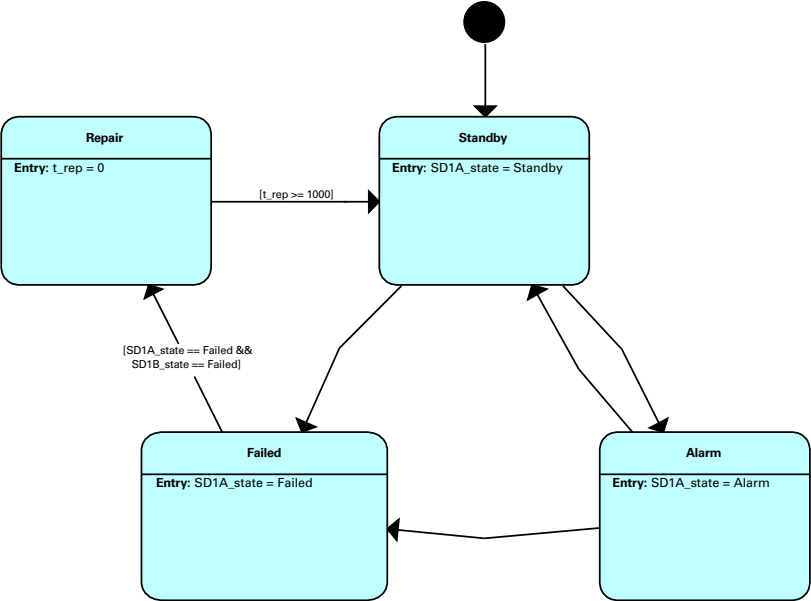 Repair
Entry: t_rep = 0
Standby
Entry: SD1A_state = Standby
[t_rep >= 1000]
[SD1A_state == Failed &&
SD1B_state == Failed]
Failed
Entry: SD1A_state = Failed
Alarm
Entry: SD1A_state = Alarm